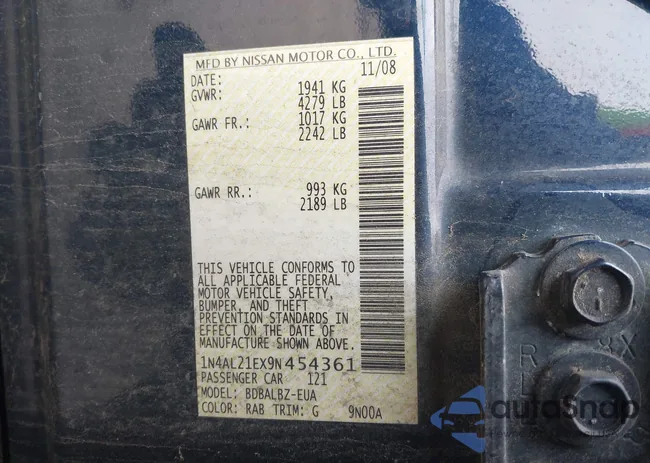 MFD BY NISSAN MOTOR CO., LTD.
DATE: 11/08
GVWR: 1941 KG
4279 LB
GAWR FR.: 1017 KG
2242 LB
GAWR RR.: 993 KG
2189 LB
THIS VEHICLE CONFORMS TO
ALL APPLICABLE FEDERAL
MOTOR VEHICLE SAFETY,
BUMPER, AND THEFT
PREVENTION STANDARDS IN
EFFECT ON THE DATE OF
MANUFACTURE SHOWN ABOVE.
1N4AL21EX9N454361
PASSENGER CAR 121
MODEL: BDBALBZ-EUA
COLOR: RAB TRIM: G 9N00A
R 8X
L
autoSnap